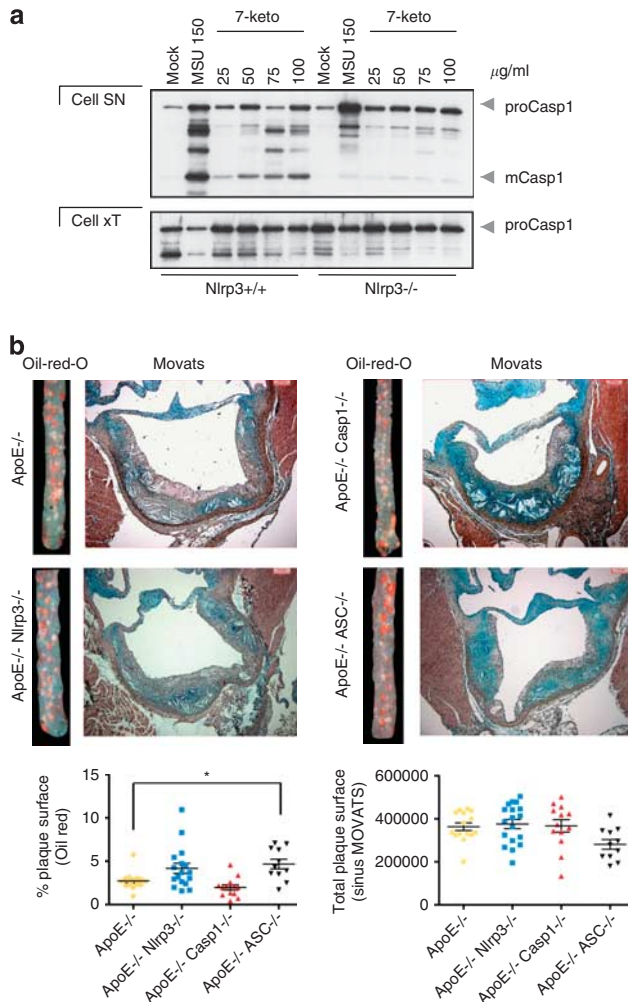 a
7-keto
7-keto
Mock
MSU 150
25
50
75
100
Mock
MSU 150
25
50
75
100
μg/ml
Cell SN
proCasp1
mCasp1
Cell xT
proCasp1
Nlrp3+/+
Nlrp3-/-
b
Oil-red-O
Movats
Oil-red-O
Movats
ApoE-/-
ApoE-/- Casp1-/-
ApoE-/- Nlrp3-/-
ApoE-/- ASC-/-
% plaque surface
(Oil red)
15
10
5
0
*
ApoE-/-
ApoE-/- Nlrp3-/-
ApoE-/- Casp1-/-
ApoE-/- ASC-/-
Total plaque surface
(sinus MOVATS)
600000
400000
200000
0
ApoE-/-
ApoE-/- Nlrp3-/-
ApoE-/- Casp1-/-
ApoE-/- ASC-/-